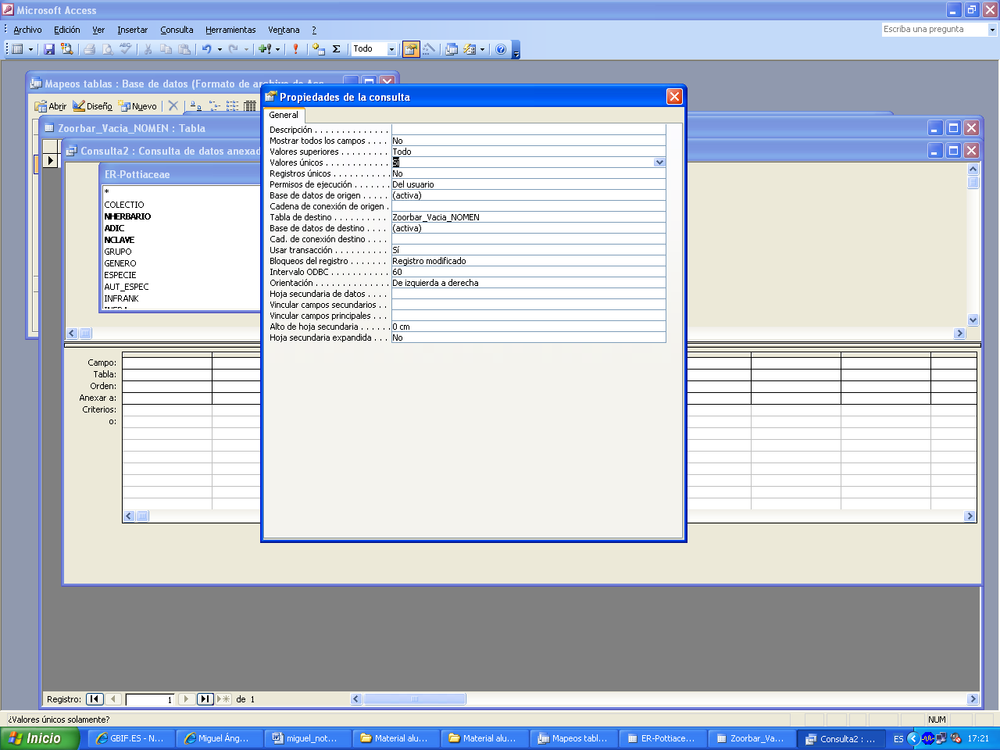 Microsoft Access
Archivo Edición Ver Insertar Consulta Herramientas Ventana ?
Escriba una pregunta
Todo
Mapeos tablas : Base de datos (Formato de archivo de Acc...
Abrir Diseño Nuevo
Zoorbar_Vacia_NOMEN : Tabla
Consulta2 : Consulta de datos anexad
ER-Pottiaceae
*
COLECTIO
NHERBARIO
ADIC
NCLAVE
GRUPO
GENERO
ESPECIE
AUT_ESPEC
INFRANK
Propiedades de la consulta
General
Descripción . . . . . . . . . . . . . .
Mostrar todos los campos . . . . No
Valores superiores . . . . . . . . . Todo
Valores únicos . . . . . . . . . . . . Sí
Registros únicos . . . . . . . . . . . No
Permisos de ejecución . . . . . . . Del usuario
Base de datos de origen . . . . . (activa)
Cadena de conexión de origen .
Tabla de destino . . . . . . . . . . Zoorbar_Vacia_NOMEN
Base de datos de destino . . . . (activa)
Cad. de conexión destino . . . .
Usar transacción . . . . . . . . . . Sí
Bloqueos del registro . . . . . . . Registro modificado
Intervalo ODBC . . . . . . . . . . . 60
Orientación . . . . . . . . . . . . . . De izquierda a derecha
Hoja secundaria de datos . . . .
Vincular campos secundarios . .
Vincular campos principales . . .
Alto de hoja secundaria . . . . . . 0 cm
Hoja secundaria expandida . . . No
Campo:
Tabla:
Orden:
Anexar a:
Criterios:
o:
Registro: 1 de 1
¿Valores únicos solamente?
NUM
Inicio
GBIF.ES - N...
Miguel Áng...
miguel_not...
Material alu...
Material alu...
Mapeos tabl...
ER-Pottiace...
Zoorbar_Va...
Consulta2 : ...
ES
17:21